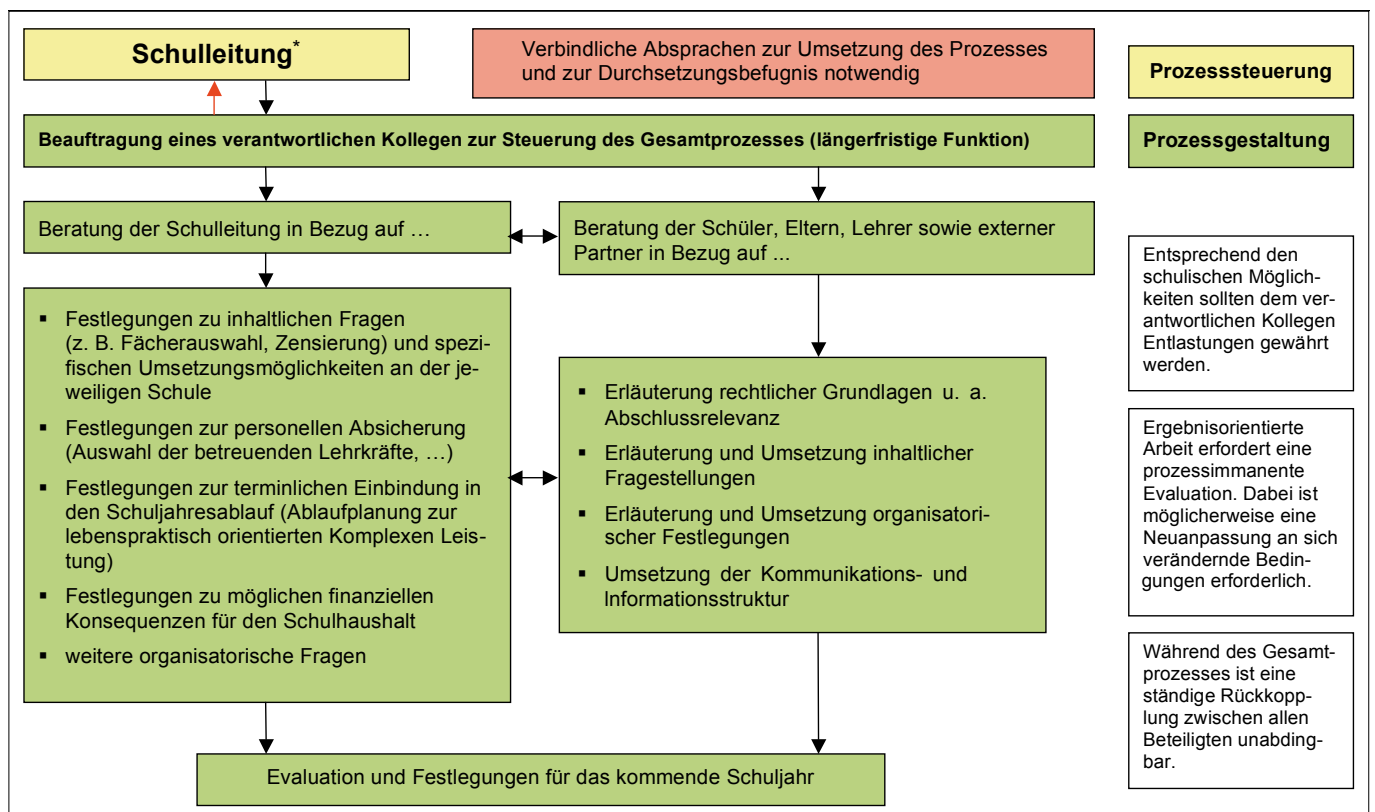 Schulleitung*
Verbindliche Absprachen zur Umsetzung des Prozesses
und zur Durchsetzungsbefugnis notwendig
Prozesssteuerung
Beauftragung eines verantwortlichen Kollegen zur Steuerung des Gesamtprozesses (längerfristige Funktion)
Prozessgestaltung
Beratung der Schulleitung in Bezug auf …
Beratung der Schüler, Eltern, Lehrer sowie externer
Partner in Bezug auf ...
▪ Festlegungen zu inhaltlichen Fragen
(z. B. Fächerauswahl, Zensierung) und spezi-
fischen Umsetzungsmöglichkeiten an der je-
weiligen Schule
▪ Festlegungen zur personellen Absicherung
(Auswahl der betreuenden Lehrkräfte, …)
▪ Festlegungen zur terminlichen Einbindung in
den Schuljahresablauf (Ablaufplanung zur
lebenspraktisch orientierten Komplexen Leis-
tung)
▪ Festlegungen zu möglichen finanziellen
Konsequenzen für den Schulhaushalt
▪ weitere organisatorische Fragen
▪ Erläuterung rechtlicher Grundlagen u. a.
Abschlussrelevanz
▪ Erläuterung und Umsetzung inhaltlicher
Fragestellungen
▪ Erläuterung und Umsetzung organisatori-
scher Festlegungen
▪ Umsetzung der Kommunikations- und
Informationsstruktur
Evaluation und Festlegungen für das kommende Schuljahr
Entsprechend den
schulischen Möglich-
keiten sollten dem ver-
antwortlichen Kollegen
Entlastungen gewährt
werden.
Ergebnisorientierte
Arbeit erfordert eine
prozessimmanente
Evaluation. Dabei ist
möglicherweise eine
Neuanpassung an sich
verändernde Bedin-
gungen erforderlich.
Während des Gesamt-
prozesses ist eine
ständige Rückkopp-
lung zwischen allen
Beteiligten unabding-
bar.